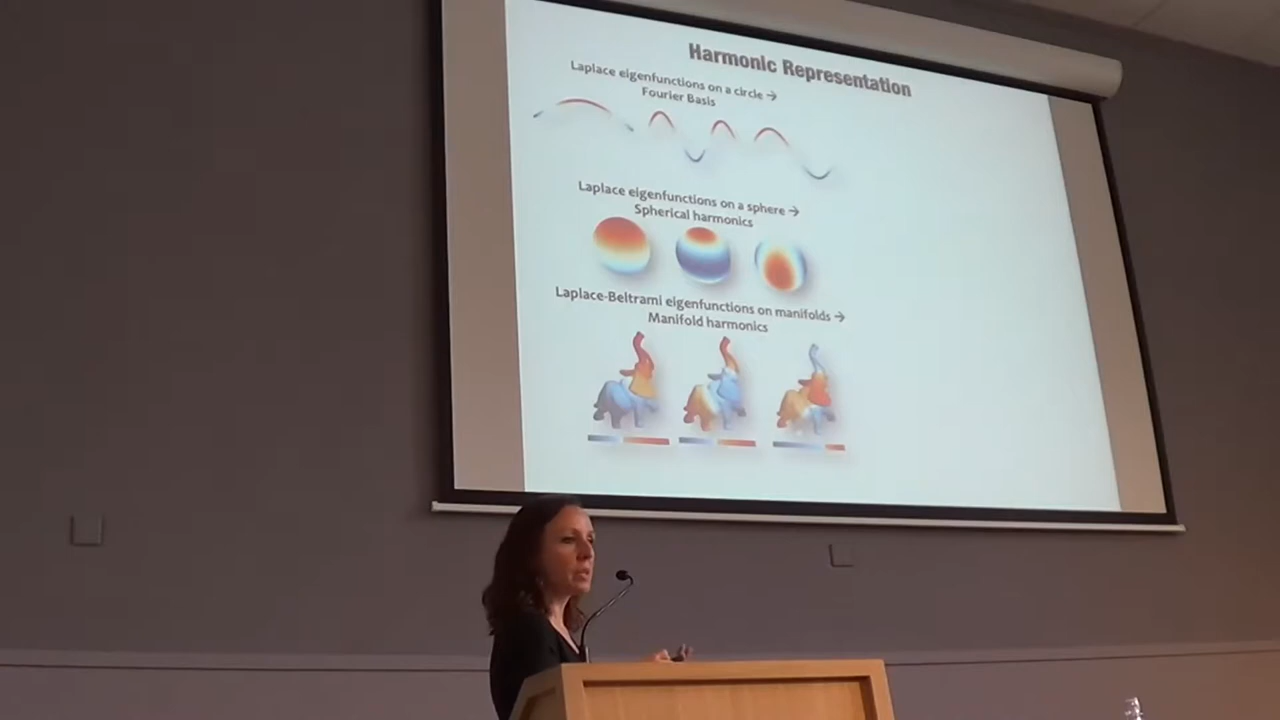 Harmonic Representation
Laplace eigenfunctions on a circle →
Fourier Basis
Laplace eigenfunctions on a sphere →
Spherical harmonics
Laplace-Beltrami eigenfunctions on manifolds →
Manifold harmonics